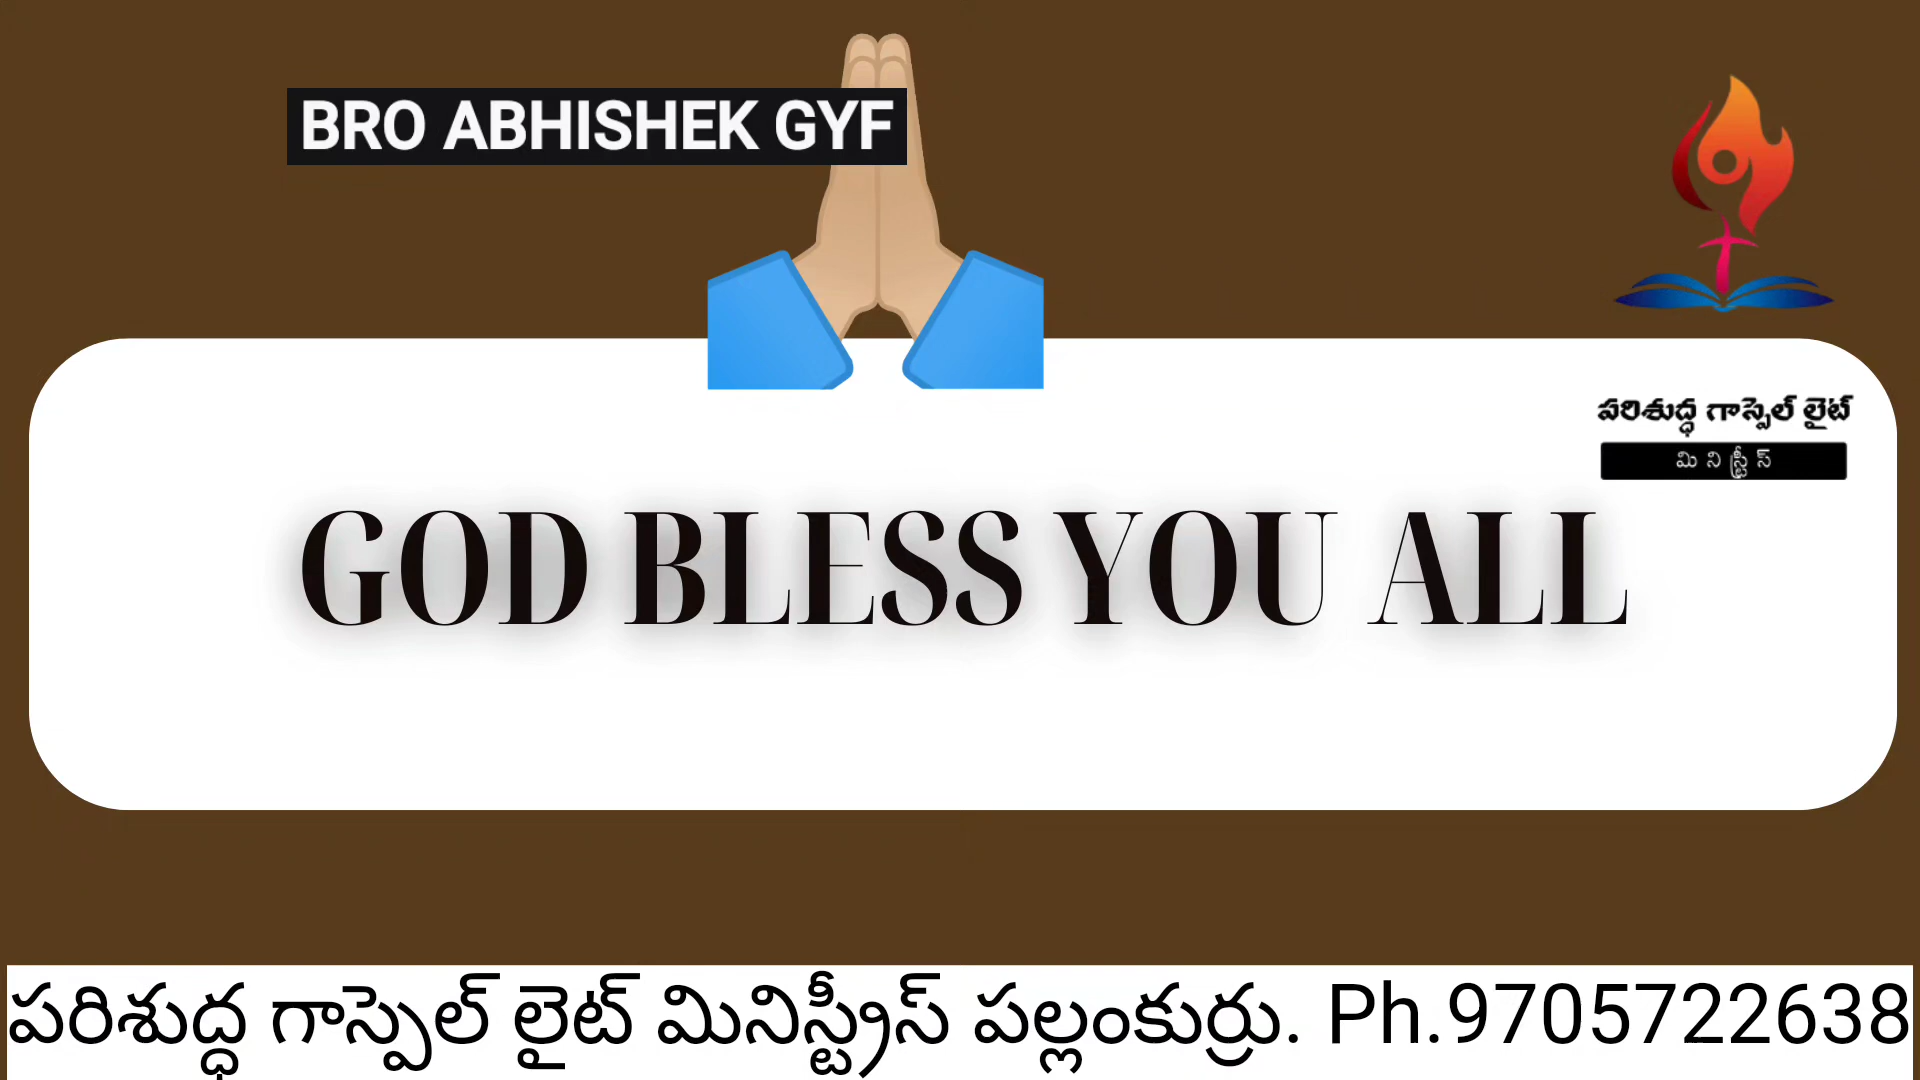 BRO ABHISHEK GYF
పరిశుద్ధ గాస్పెల్ లైట్
మినిస్ట్రీస్
GOD BLESS YOU ALL
పరిశుద్ధ గాస్పెల్ లైట్ మినిస్ట్రీస్ పల్లంకుర్రు. Ph.9705722638